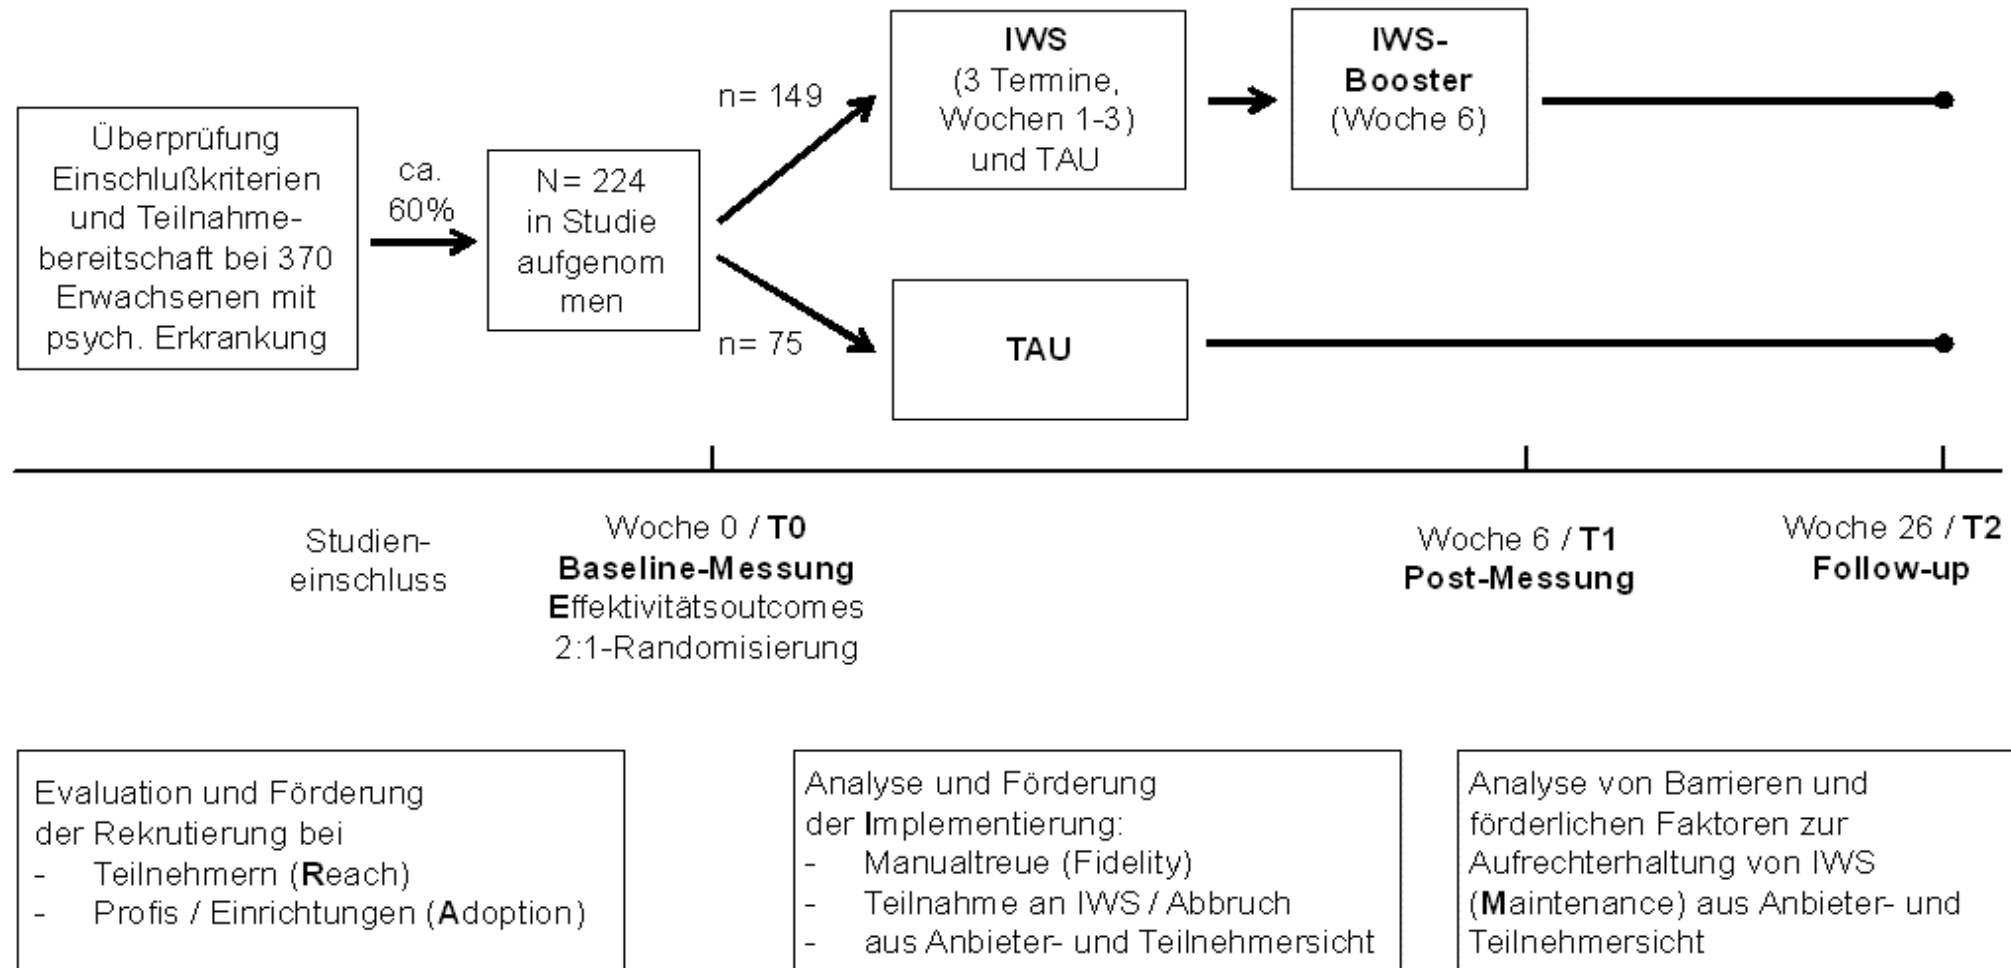 Überprüfung
Einschlußkriterien
und Teilnahme-
bereitschaft bei 370
Erwachsenen mit
psych. Erkrankung
ca.
60%
N= 224
in Studie
aufgenom
men
n= 149
n= 75
IWS
(3 Termine,
Wochen 1-3)
und TAU
IWS-
Booster
(Woche 6)
TAU
Studien-
einschluss
Woche 0 / T0
Baseline-Messung
Effektivitätsoutcomes
2:1-Randomisierung
Woche 6 / T1
Post-Messung
Woche 26 / T2
Follow-up
Evaluation und Förderung
der Rekrutierung bei
- Teilnehmern (Reach)
- Profis / Einrichtungen (Adoption)
Analyse und Förderung
der Implementierung:
- Manualtreue (Fidelity)
- Teilnahme an IWS / Abbruch
- aus Anbieter- und Teilnehmersicht
Analyse von Barrieren und
förderlichen Faktoren zur
Aufrechterhaltung von IWS
(Maintenance) aus Anbieter- und
Teilnehmersicht